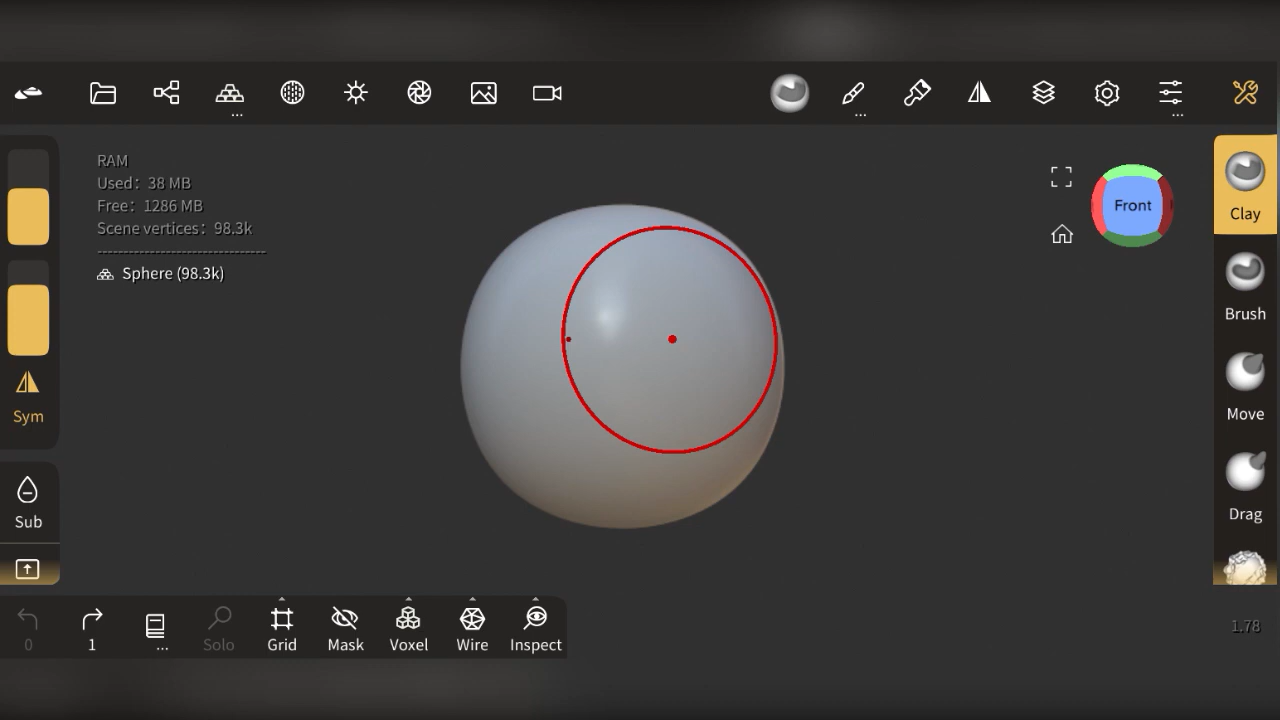 RAM
Used: 38 MB
Free: 1286 MB
Scene vertices: 98.3k
--------------------------------
Sphere (98.3k)
Front
Clay
Brush
Move
Drag
Sym
Sub
0
1
...
Solo
Grid
Mask
Voxel
Wire
Inspect
1.78